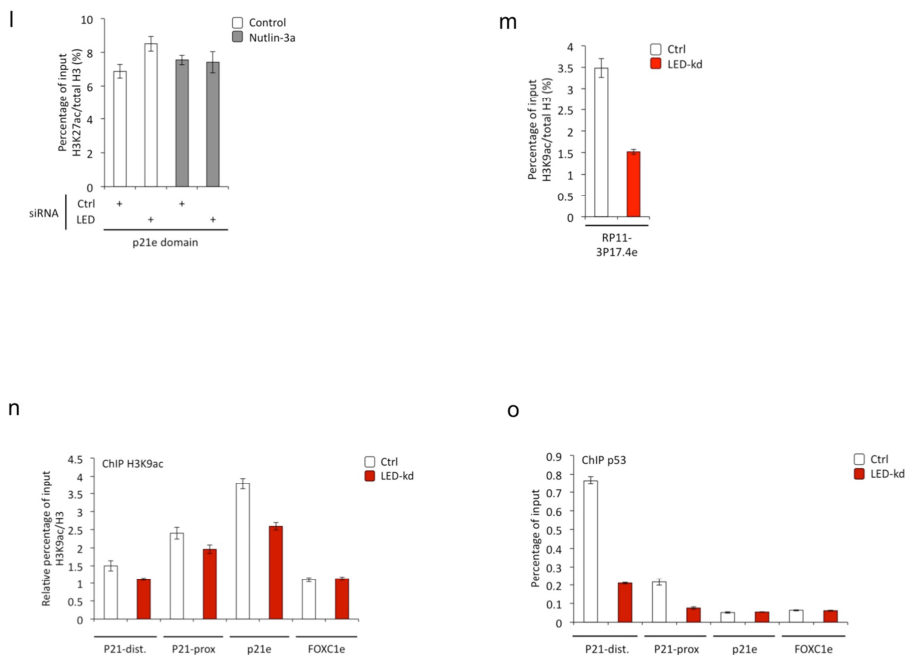 l
Control
Nutlin-3a
Percentage of input
H3K27ac/total H3 (%)
10
8
6
4
2
0
siRNA
Ctrl + +
LED + +
p21e domain
m
Ctrl
LED-kd
Percentage of input
H3K9ac/total H3 (%)
4
3.5
3
2.5
2
1.5
1
0.5
0
RP11-
3P17.4e
n
ChIP H3K9ac
Ctrl
LED-kd
Relative percentage of input
H3K9ac/H3
4.5
4
3.5
3
2.5
2
1.5
1
0.5
0
P21-dist. P21-prox p21e FOXC1e
o
ChIP p53
Ctrl
LED-kd
Percentage of input
0.9
0.8
0.7
0.6
0.5
0.4
0.3
0.2
0.1
0
P21-dist. P21-prox p21e FOXC1e